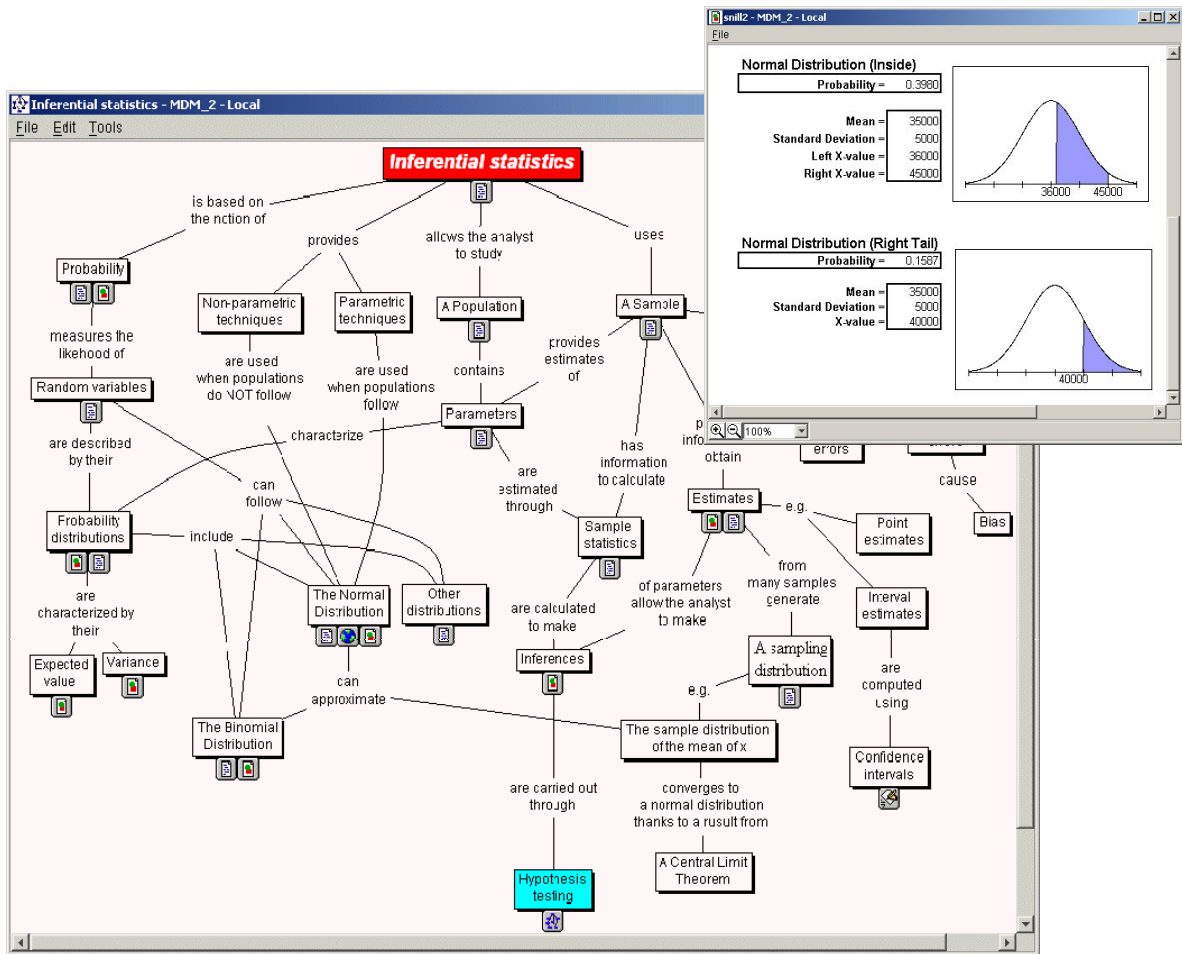 snill2 - MDM_2 - Local
File
Normal Distribution (Inside)
Probability = 0.3980
Mean = 35000
Standard Deviation = 5000
Left X-value = 36000
Right X-value = 45000
36000 45000
Normal Distribution (Right Tail)
Probability = 0.1587
Mean = 35000
Standard Deviation = 5000
X-value = 40000
40000
100%
Inferential statistics - MDM_2 - Local
File Edit Tools
Inferential statistics
is based on
the notion of
provides
allows the analyst
to study
uses
Probability
Non-parametric
techniques
Parametric
techniques
A Population
A Sample
measures the
likehood of
are used
when populations
do NOT follow
are used
when populations
follow
contains
provides
estimates
of
Random variables
Parameters
characterize
are described
by their
can
follow
are
estimated
through
has
information
to calculate
obtain
errors
cause
Estimates
e.g.
Point
estimates
Bias
Probability
distributions
include
Sample
statistics
are
characterized by
their
The Normal
Distribution
Other
distributions
are calculated
to make
of parameters
allow the analyst
to make
from
many samples
generate
Interval
estimates
Expected
value
Variance
Inferences
A sampling
distribution
can
approximate
e.g.
are
computed
using
The Binomial
Distribution
The sample distribution
of the mean of x
Confidence
intervals
are carried out
through
converges to
a normal distribution
thanks to a rusult from
A Central Limit
Theorem
Hypothesis
testing